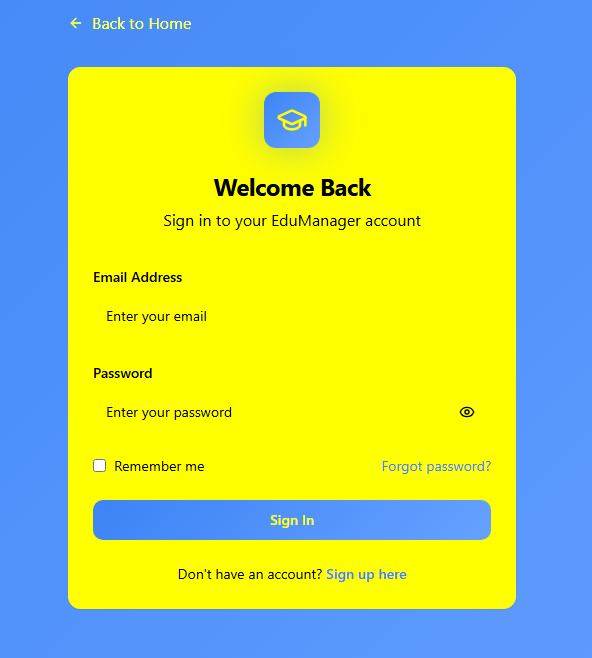 Back to Home
Welcome Back
Sign in to your EduManager account
Email Address
Enter your email
Password
Enter your password
Remember me
Forgot password?
Sign In
Don't have an account? Sign up here